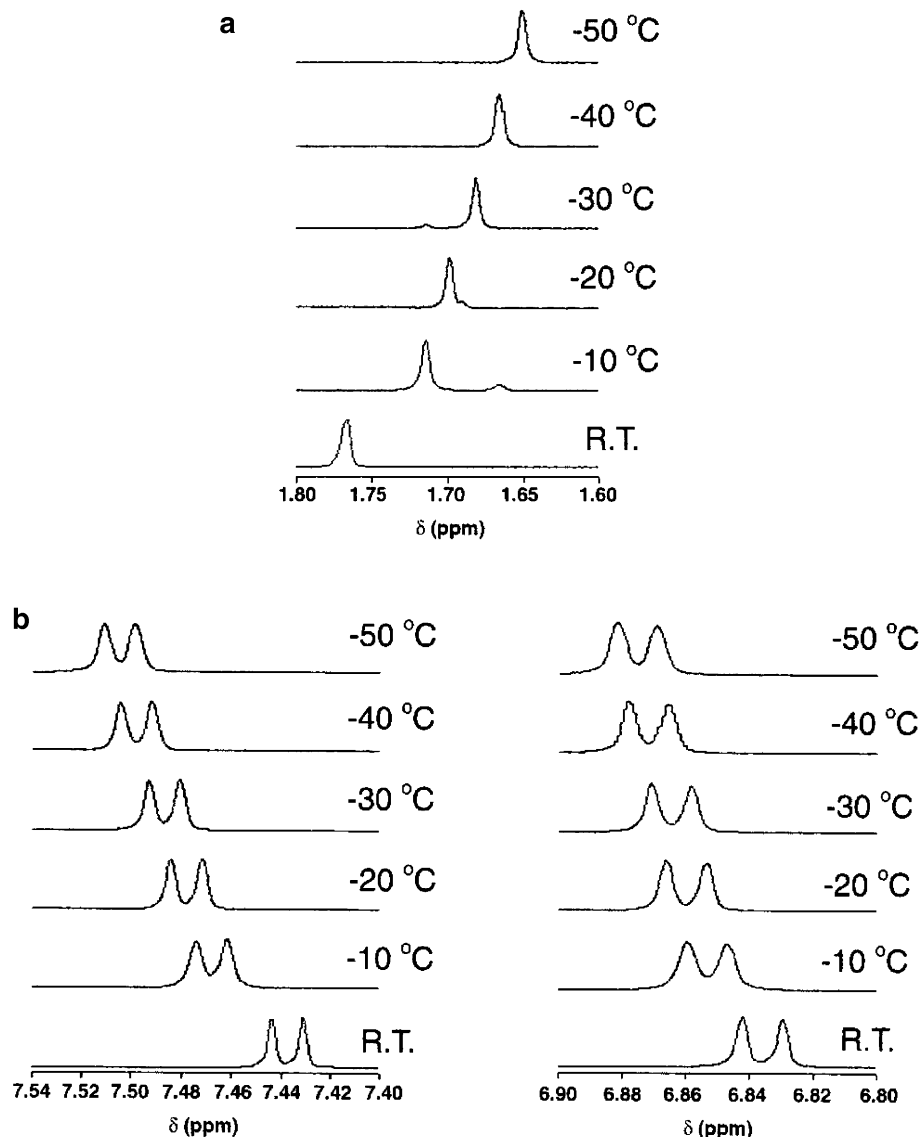 a
-50 °C
-40 °C
-30 °C
-20 °C
-10 °C
R.T.
1.80 1.75 1.70 1.65 1.60
δ (ppm)
b
-50 °C -50 °C
-40 °C -40 °C
-30 °C -30 °C
-20 °C -20 °C
-10 °C -10 °C
R.T. R.T.
7.54 7.52 7.50 7.48 7.46 7.44 7.42 7.40 6.90 6.88 6.86 6.84 6.82 6.80
δ (ppm) δ (ppm)